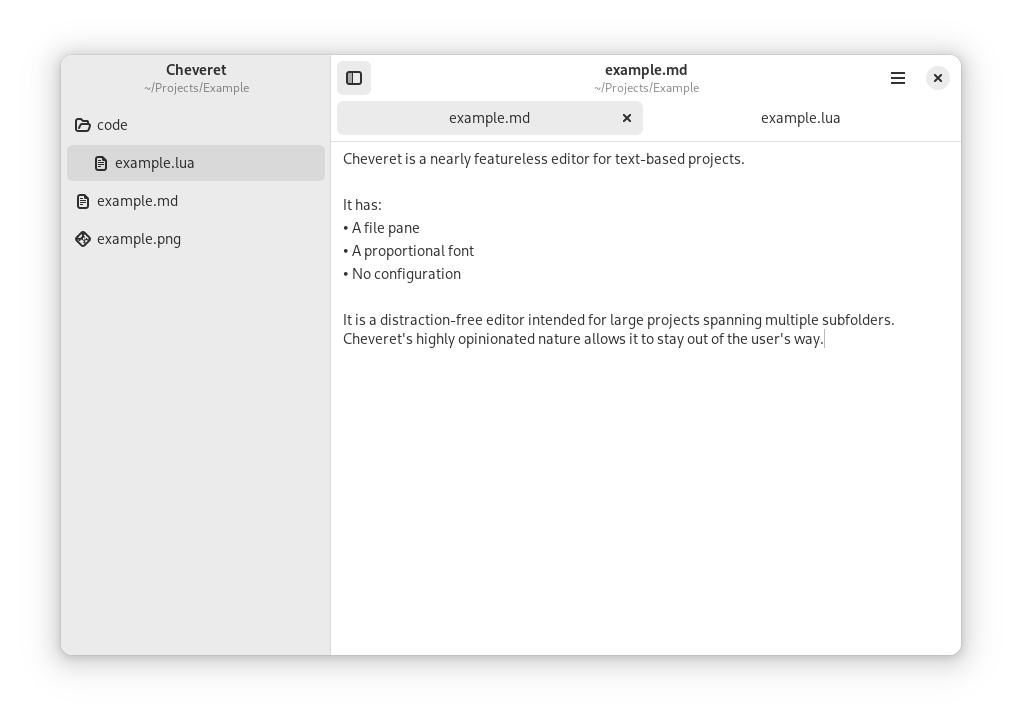 Cheveret
~/Projects/Example
code
example.lua
example.md
example.png
example.md
~/Projects/Example
example.md
example.lua
Cheveret is a nearly featureless editor for text-based projects.
It has:
• A file pane
• A proportional font
• No configuration
It is a distraction-free editor intended for large projects spanning multiple subfolders.
Cheveret's highly opinionated nature allows it to stay out of the user's way.